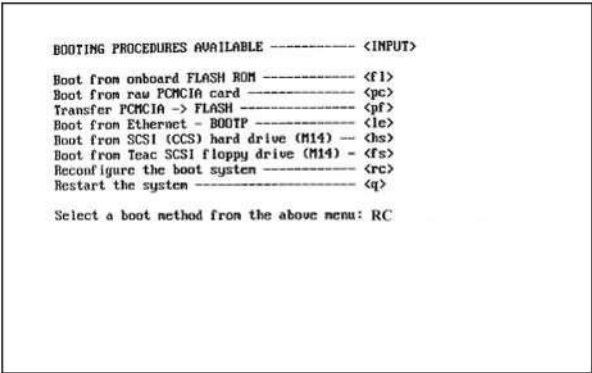 BOOTING PROCEDURES AVAILABLE ------------ <INPUT>
Boot from onboard FLASH ROM ------------- <fl>
Boot from raw PCMCIA card --------------- <pc>
Transfer PCMCIA -> FLASH ---------------- <pf>
Boot from Ethernet - BOOTP -------------- <le>
Boot from SCSI (CCS) hard drive (M14) -- <hs>
Boot from Teac SCSI floppy drive (M14) - <fs>
Reconfigure the boot system ------------- <rc>
Restart the system ---------------------- <q>
Select a boot method from the above menu: RC